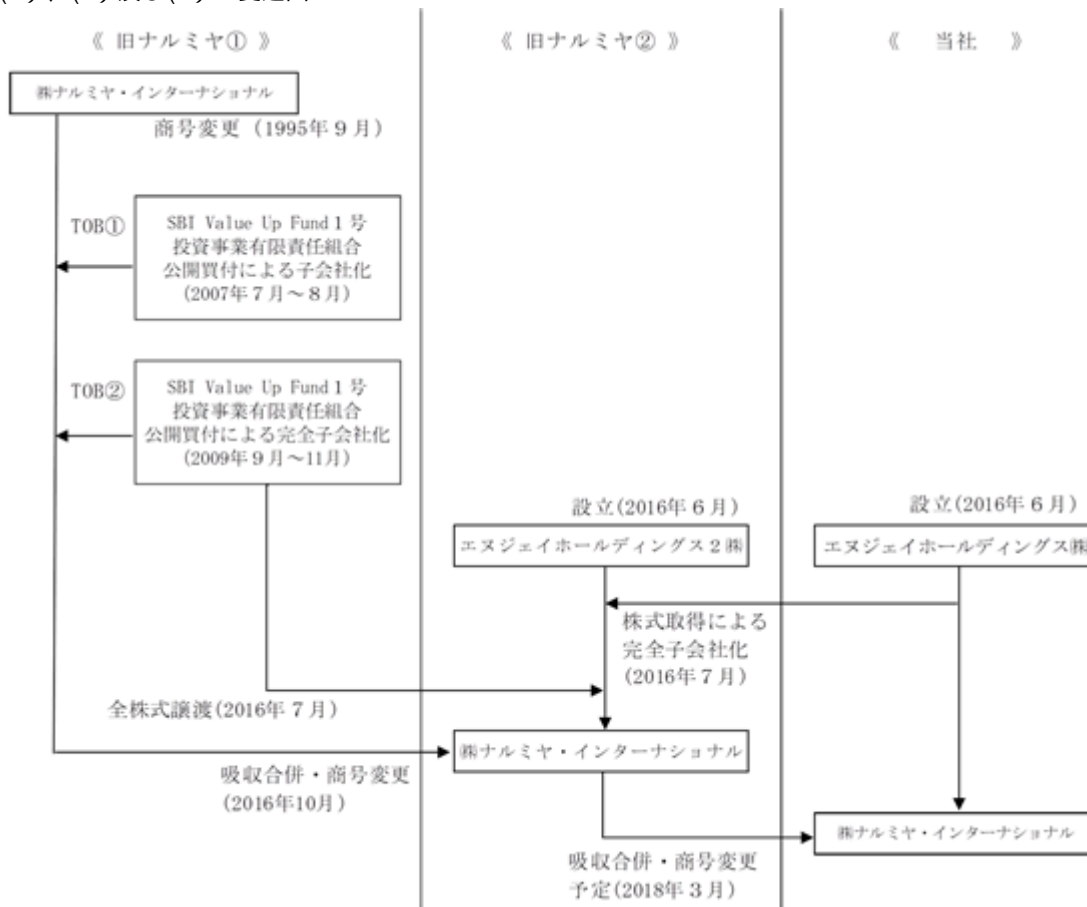 《 旧ナルミヤ① 》
《 旧ナルミヤ② 》
《 当社 》
㈱ナルミヤ・インターナショナル
商号変更 (1995年９月)
TOB①
SBI Value Up Fund１号
投資事業有限責任組合
公開買付による子会社化
(2007年７月～８月)
TOB②
SBI Value Up Fund１号
投資事業有限責任組合
公開買付による完全子会社化
(2009年９月～11月)
設立(2016年６月)
エヌジェイホールディングス２㈱
設立(2016年６月)
エヌジェイホールディングス㈱
株式取得による
完全子会社化
(2016年７月)
全株式譲渡(2016年７月)
㈱ナルミヤ・インターナショナル
吸収合併・商号変更
(2016年10月)
㈱ナルミヤ・インターナショナル
吸収合併・商号変更
予定(2018年３月)